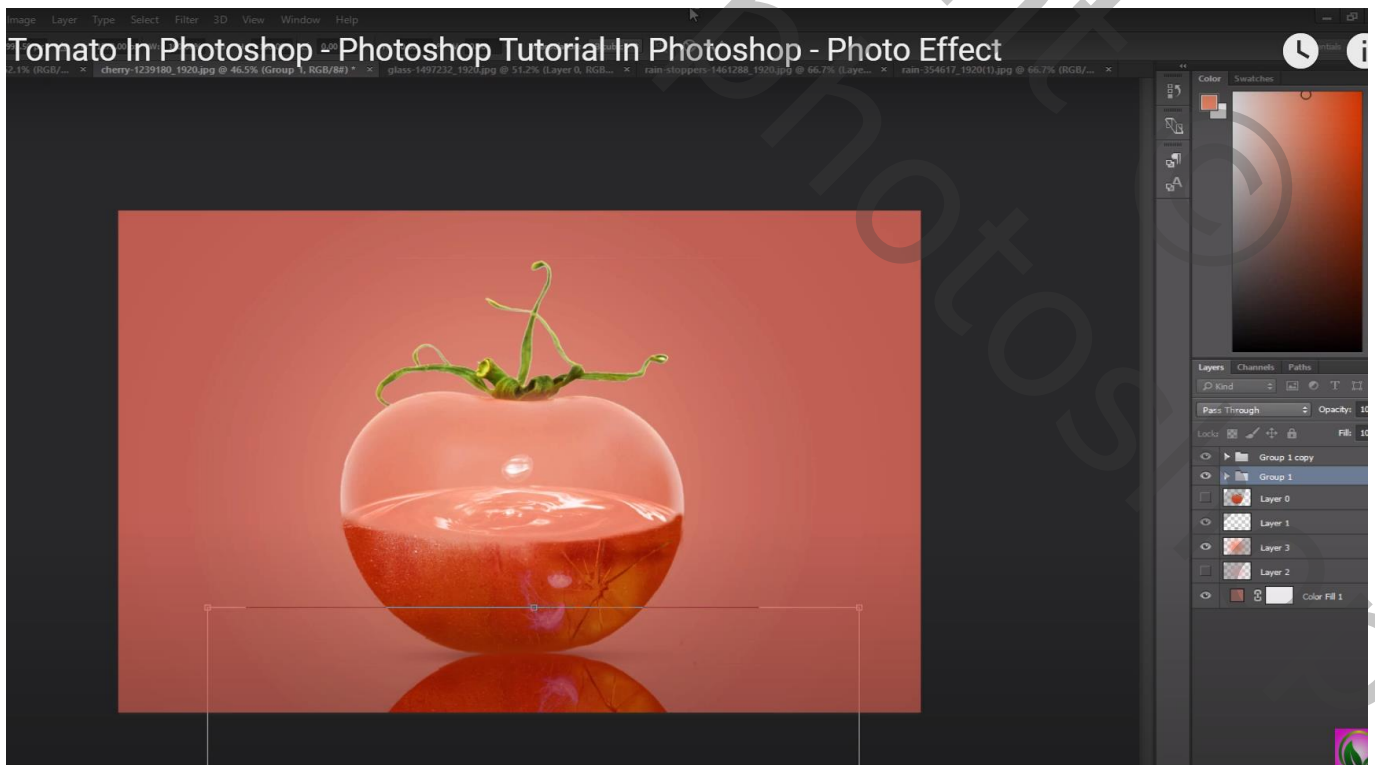 Image Layer Type Select Filter 3D View Window Help
Tomato In Photoshop - Photoshop Tutorial In Photoshop - Photo Effect
cherry-1239180_1920.jpg @ 46.5% (Group 1, RGB/8#) * × glass-1497232_1920.jpg @ 51.2% (Layer 0, RGB... × rain-stoppers-1461288_1920.jpg @ 66.7% (Laye... × rain-354617_1920(1).jpg @ 66.7% (RGB/... ×
Color Swatches
Layers Channels Paths
Kind
Pass Through Opacity: 10
Lock: Fill: 10
Group 1 copy
Group 1
Layer 0
Layer 1
Layer 3
Layer 2
Color Fill 1